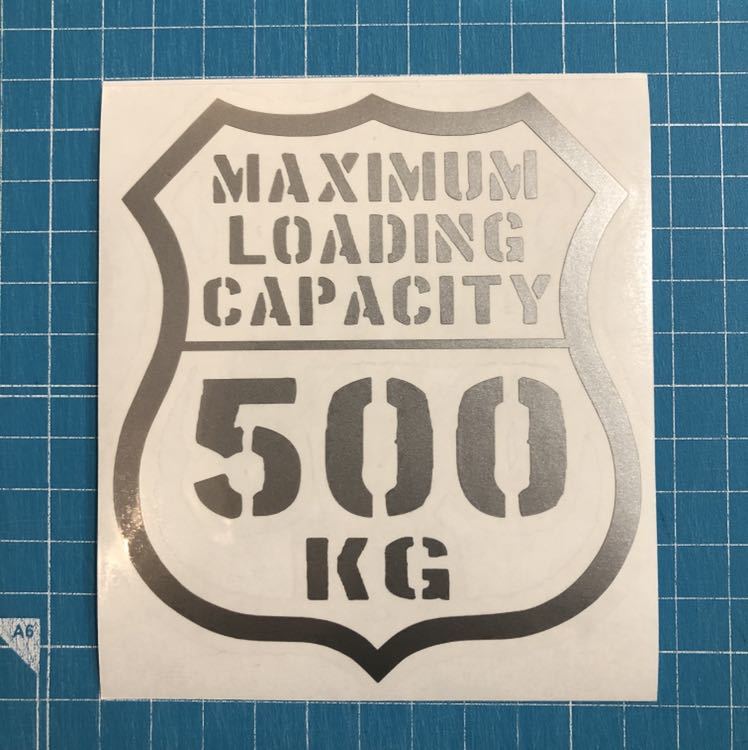 MAXIMUM
LOADING
CAPACITY
500
KG
A6